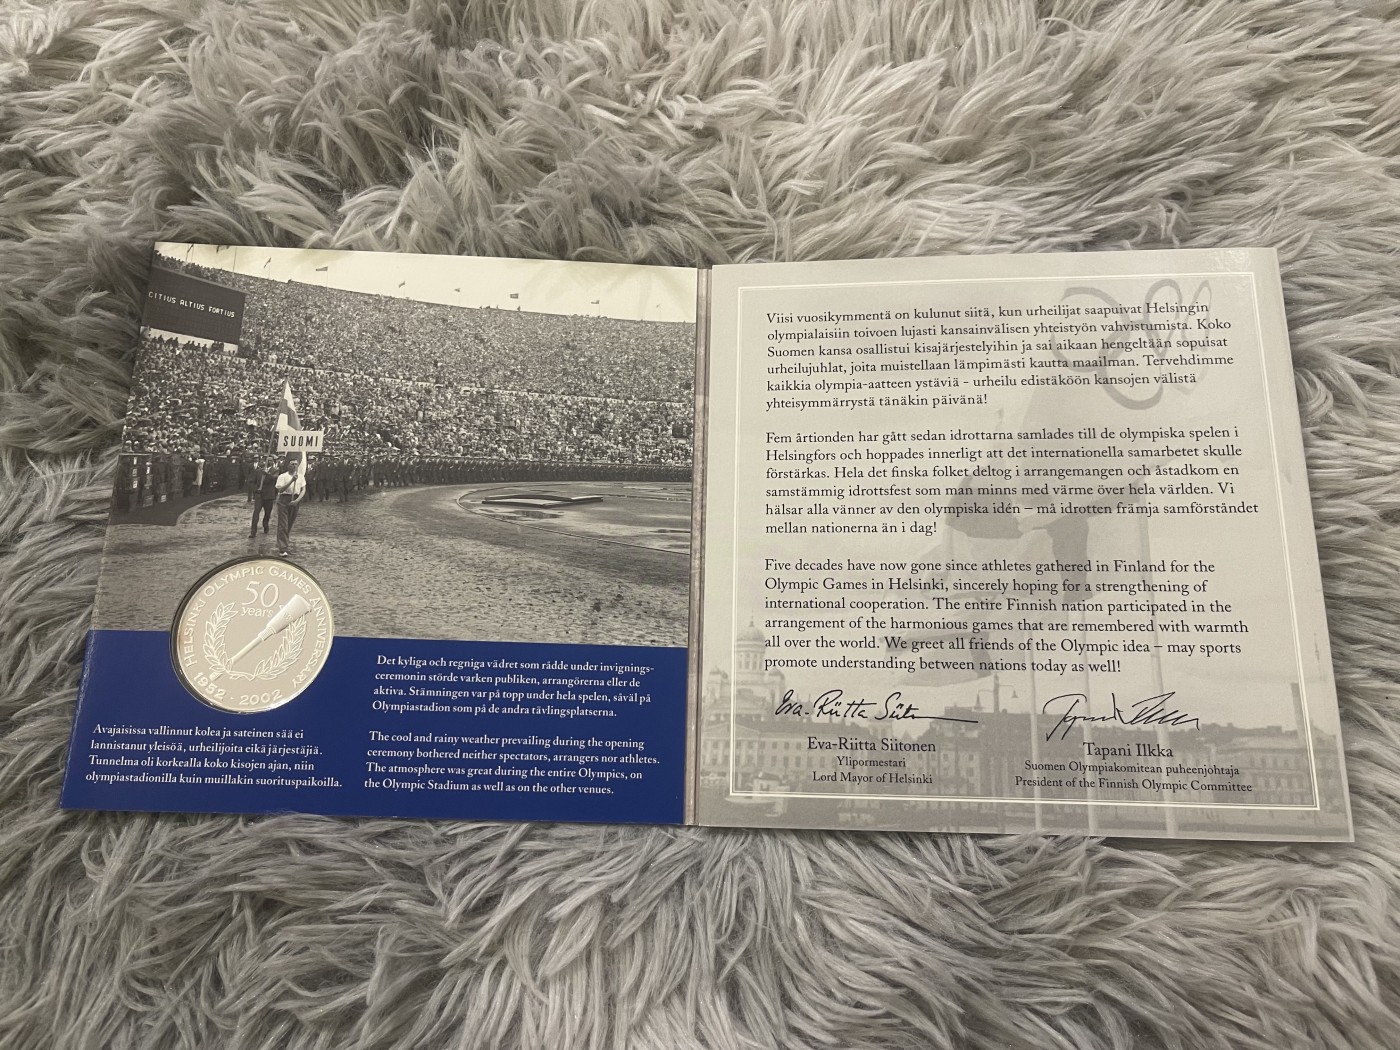 CITIUS ALTIUS FORTIUS
SUOMI
HELSINKI OLYMPIC GAMES ANNIVERSARY
50
years
1952 - 2002
Avajaisissa vallinnut kolea ja sateinen sää ei
lannistanut yleisöä, urheilijoita eikä järjestäjiä.
Tunnelma oli korkealla koko kisojen ajan, niin
olympiastadionilla kuin muillakin suorituspaikoilla.
Det kyliga och regniga vädret som rådde under invignings-
ceremonin störde varken publiken, arrangörerna eller de
aktiva. Stämningen var på topp under hela spelen, såväl på
Olympiastadion som på de andra tävlingsplatserna.
The cool and rainy weather prevailing during the opening
ceremony bothered neither spectators, arrangers nor athletes.
The atmosphere was great during the entire Olympics, on
the Olympic Stadium as well as on the other venues.
Viisi vuosikymmentä on kulunut siitä, kun urheilijat saapuivat Helsingin
olympialaisiin toivoen lujasti kansainvälisen yhteistyön vahvistumista. Koko
Suomen kansa osallistui kisajärjestelyihin ja sai aikaan hengeltään sopuisat
urheilujuhlat, joita muistellaan lämpimästi kautta maailman. Tervehdimme
kaikkia olympia-aatteen ystäviä - urheilu edistäköön kansojen välistä
yhteisymmärrystä tänäkin päivänä!
Fem årtionden har gått sedan idrottarna samlades till de olympiska spelen i
Helsingfors och hoppades innerligt att det internationella samarbetet skulle
förstärkas. Hela det finska folket deltog i arrangemangen och åstadkom en
samstämmig idrottsfest som man minns med värme över hela världen. Vi
hälsar alla vänner av den olympiska idén – må idrotten främja samförståndet
mellan nationerna än i dag!
Five decades have now gone since athletes gathered in Finland for the
Olympic Games in Helsinki, sincerely hoping for a strengthening of
international cooperation. The entire Finnish nation participated in the
arrangement of the harmonious games that are remembered with warmth
all over the world. We greet all friends of the Olympic idea – may sports
promote understanding between nations today as well!
Eva-Riitta Siitonen
Eva-Riitta Siitonen
Ylipormestari
Lord Mayor of Helsinki
Tapani Ilkka
Tapani Ilkka
Suomen Olympiakomitean puheenjohtaja
President of the Finnish Olympic Committee